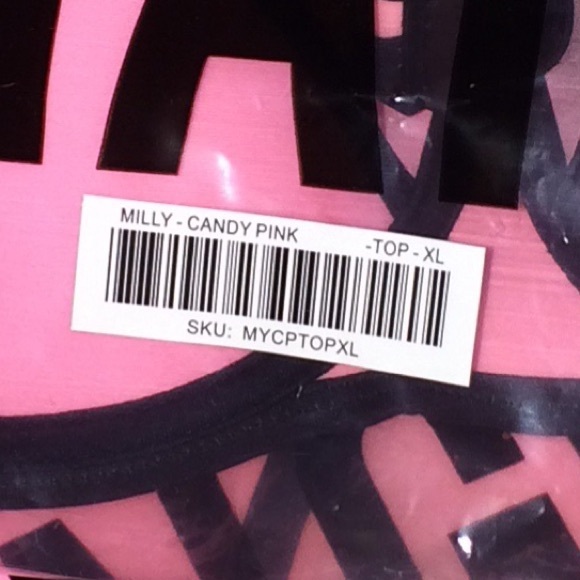 MILLY - CANDY PINK -TOP - XL
SKU: MYCPTOPXL